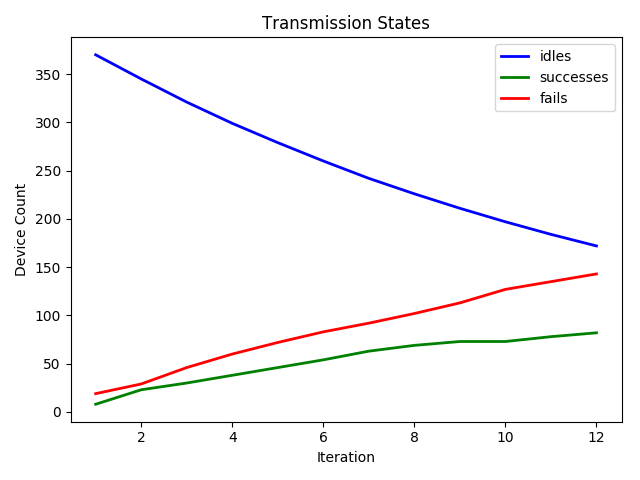 Transmission States
idles
successes
fails
Device Count
350
300
250
200
150
100
50
0
2 4 6 8 10 12
Iteration